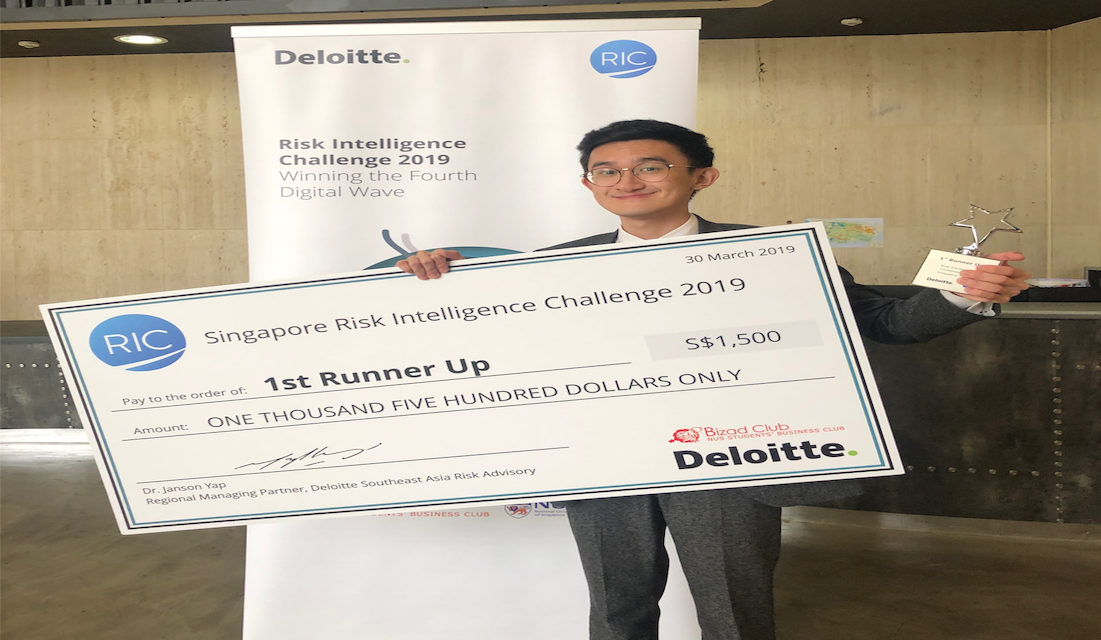 Deloitte.
RIC
Risk Intelligence
Challenge 2019
Winning the Fourth
Digital Wave
30 March 2019
RIC
Singapore Risk Intelligence Challenge 2019
S$1,500
Pay to the order of: 1st Runner Up
Amount: ONE THOUSAND FIVE HUNDRED DOLLARS ONLY
Bizad Club
NUS STUDENTS' BUSINESS CLUB
Deloitte.
Dr. Janson Yap
Regional Managing Partner, Deloitte Southeast Asia Risk Advisory
1st Runner
Deloitte.
BUSINESS CLUB